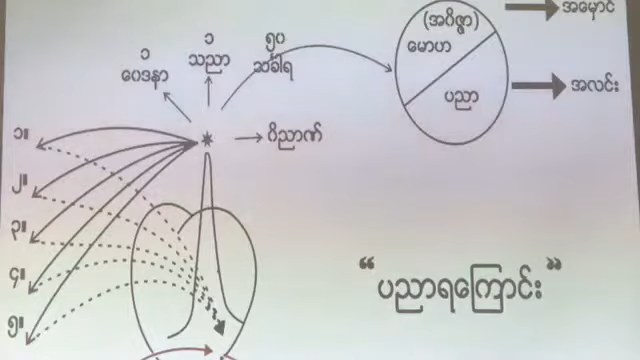 အမှောင်
(အဝိဇ္ဇာ)
မောဟ
ပညာ
အလင်း
၁
ဝေဒနာ
၁
သညာ
၅၀
သင်္ခါရ
ဝိညာဏ်
၁။
၂။
၃။
၄။
၅။
“ပညာရကြောင်း”